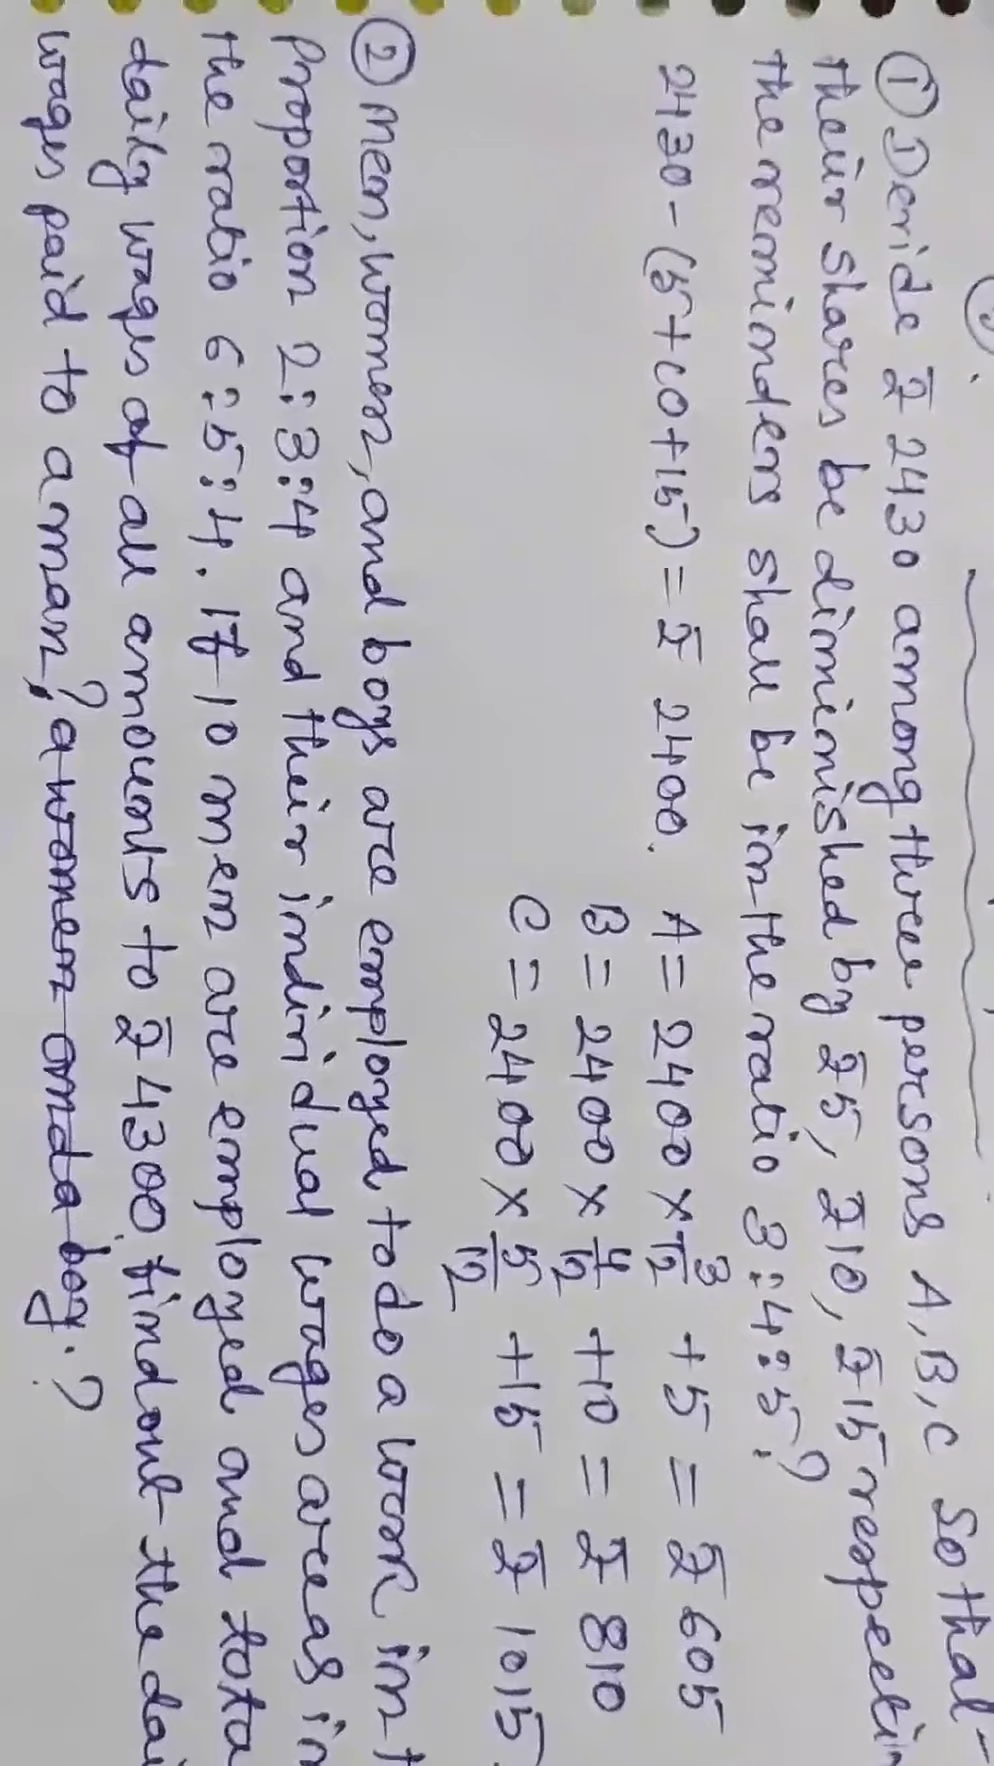 ① Devide ₹ 2430 among three persons A, B, C so that
their shares be diminished by ₹5, ₹10, ₹15 respectiv
the reminders shall be in the ratio 3:4:5?
2430 - (5+10+15) = ₹ 2400. A = 2400 × 3/12 + 5 = ₹ 605
B = 2400 × 4/12 + 10 = ₹ 810
C = 2400 × 5/12 + 15 = ₹ 1015.
② Men, women, and boys are employed, to do a work in t
Proportion 2:3:4 and their individual wages are as in
the ratio 6:5:4. If 10 men are employed and tota
daily wages of all amounts to ₹4300, find out the dai
wages paid to a man? a women and a boy.?